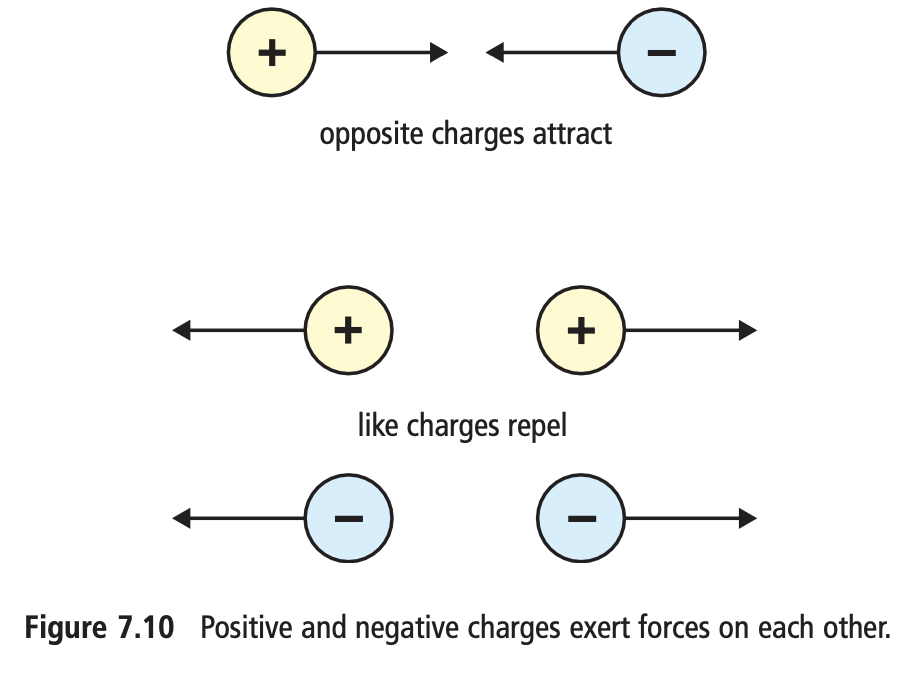 + −
opposite charges attract
+ +
like charges repel
− −
Figure 7.10 Positive and negative charges exert forces on each other.